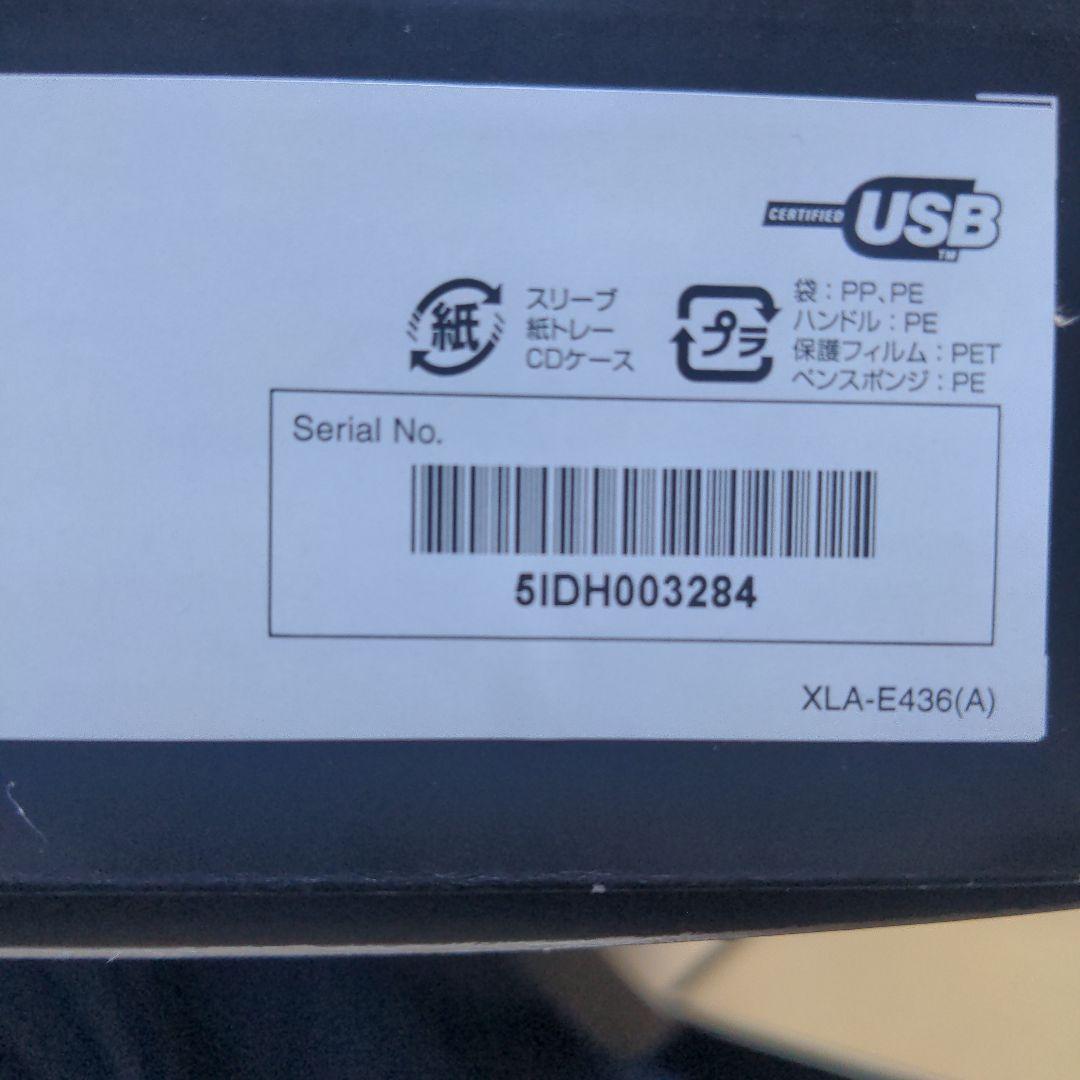 CERTIFIED USB TM
紙
スリーブ
紙トレー
CDケース
プラ
袋：PP、PE
ハンドル：PE
保護フィルム：PET
ペンスポンジ：PE
Serial No.
5IDH003284
XLA-E436(A)